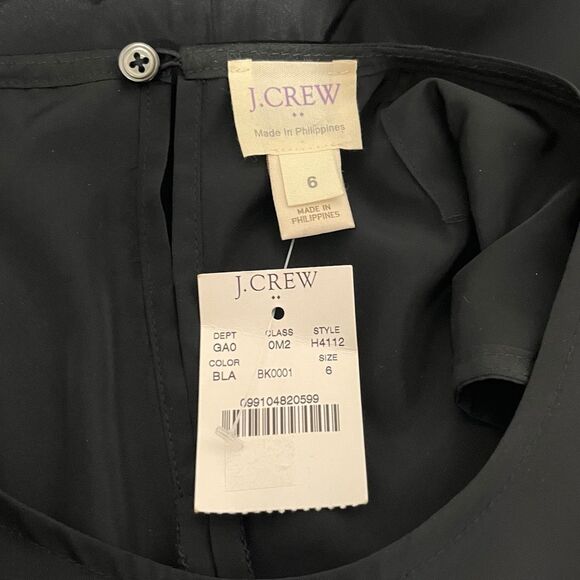 J.CREW
Made In Philippines
6
MADE IN
PHILIPPINES
J.CREW
DEPT CLASS STYLE
GA0 0M2 H4112
COLOR SIZE
BLA BK0001 6
099104820599